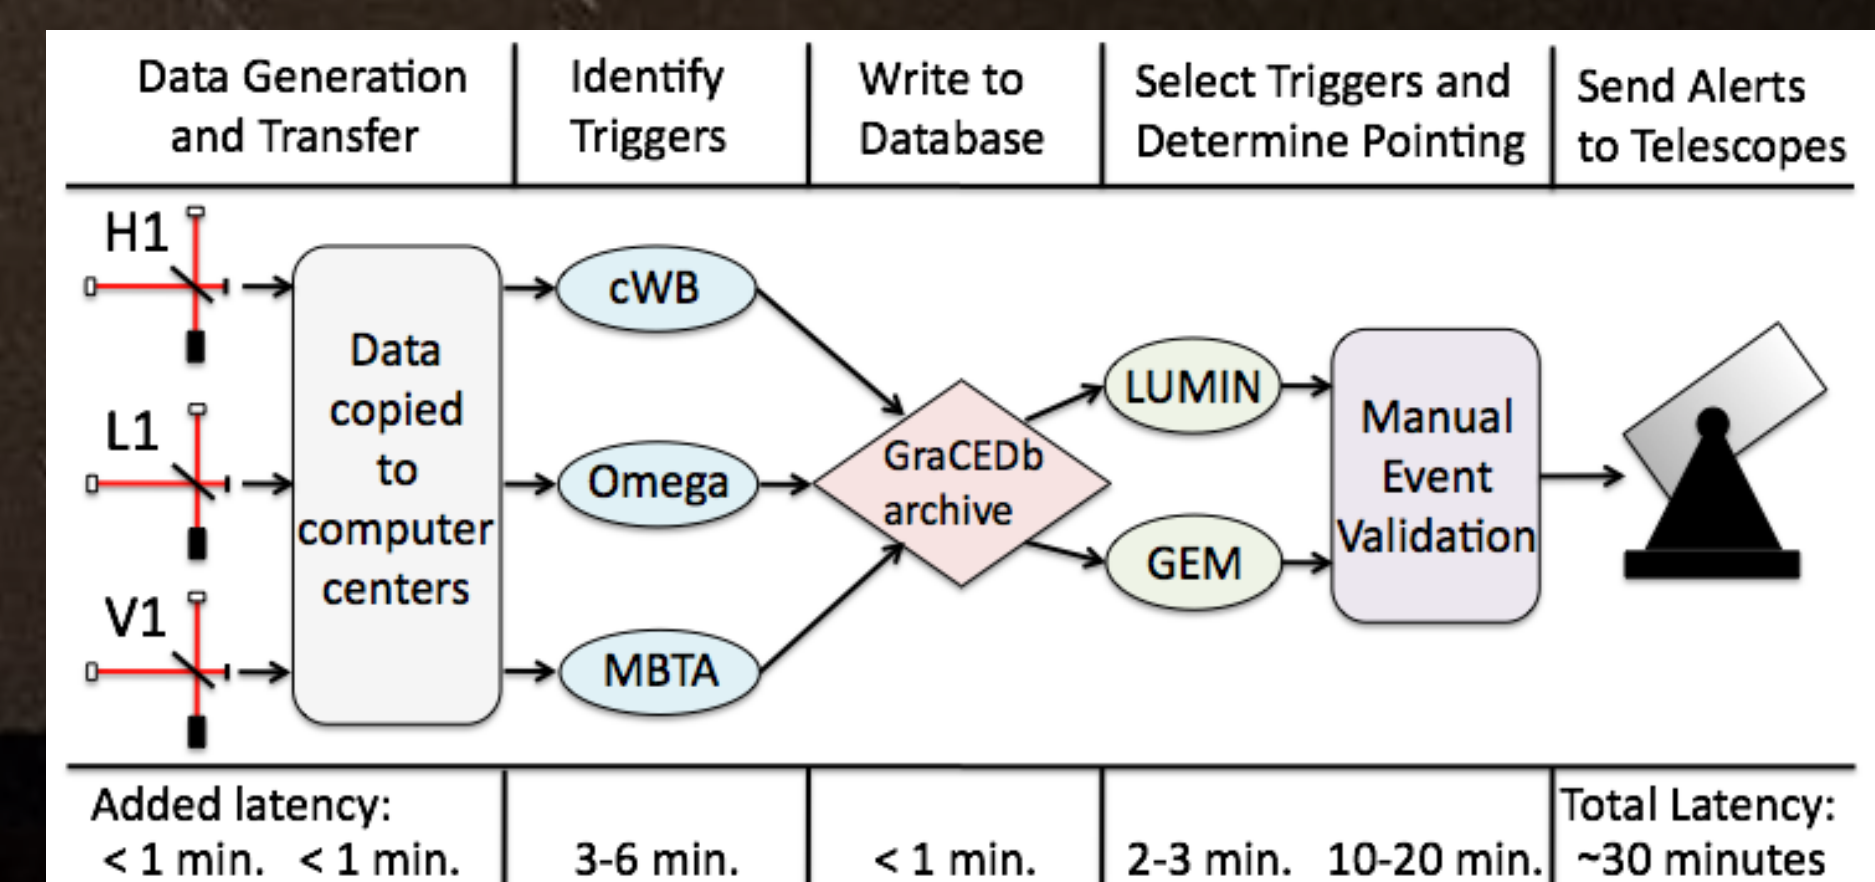 Data Generation
and Transfer
Identify
Triggers
Write to
Database
Select Triggers and
Determine Pointing
Send Alerts
to Telescopes
H1
L1
V1
Data
copied
to
computer
centers
cWB
Omega
MBTA
GraCEDb
archive
LUMIN
GEM
Manual
Event
Validation
Added latency:
< 1 min. < 1 min.
3-6 min.
< 1 min.
2-3 min. 10-20 min.
Total Latency:
~30 minutes